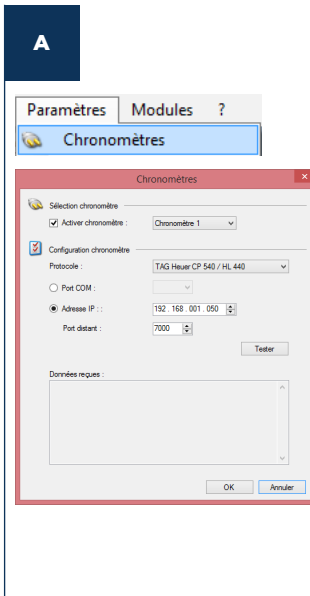 A
Paramètres Modules ?
Chronomètres
Chronomètres
Sélection chronomètre
Activer chronomètre : Chronomètre 1
Configuration chronomètre
Protocole : TAG Heuer CP 540 / HL 440
Port COM :
Adresse IP : : 192 . 168 . 001 . 050
Port distant : 7000
Tester
Données reçues :
OK Annuler